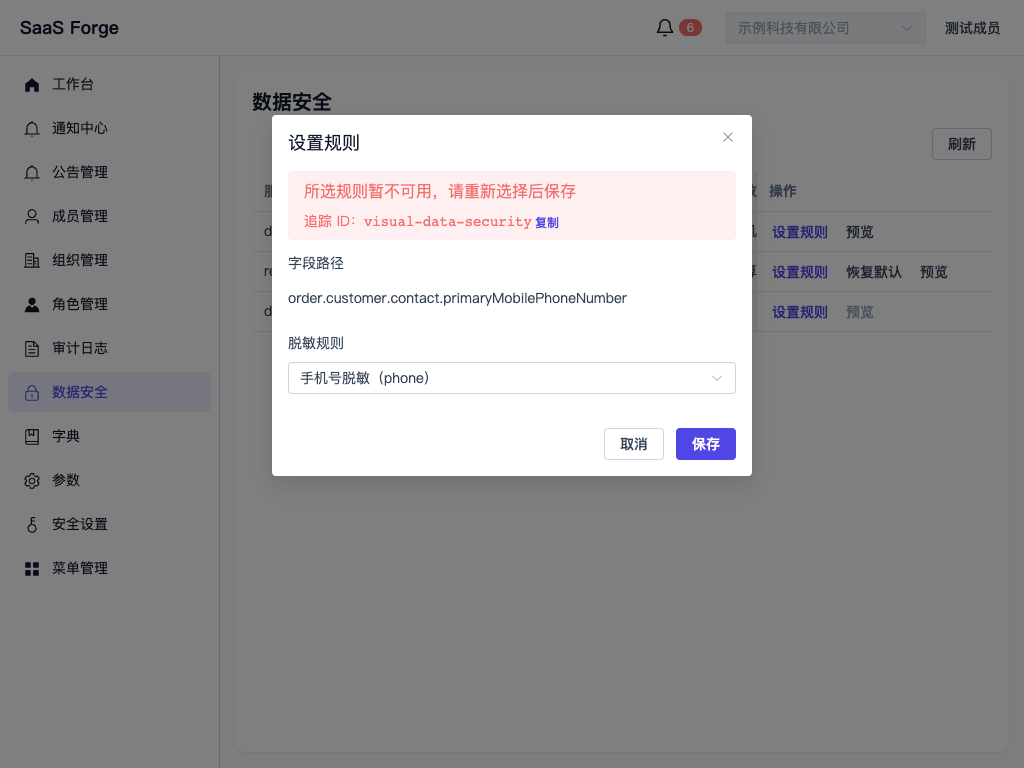 SaaS Forge
6
示例科技有限公司
测试成员
工作台
通知中心
公告管理
成员管理
组织管理
角色管理
审计日志
数据安全
字典
参数
安全设置
菜单管理
数据安全
刷新
操作
设置规则 预览
设置规则 恢复默认 预览
设置规则 预览
设置规则
所选规则暂不可用，请重新选择后保存
追踪 ID：visual-data-security 复制
字段路径
order.customer.contact.primaryMobilePhoneNumber
脱敏规则
手机号脱敏（phone）
取消
保存